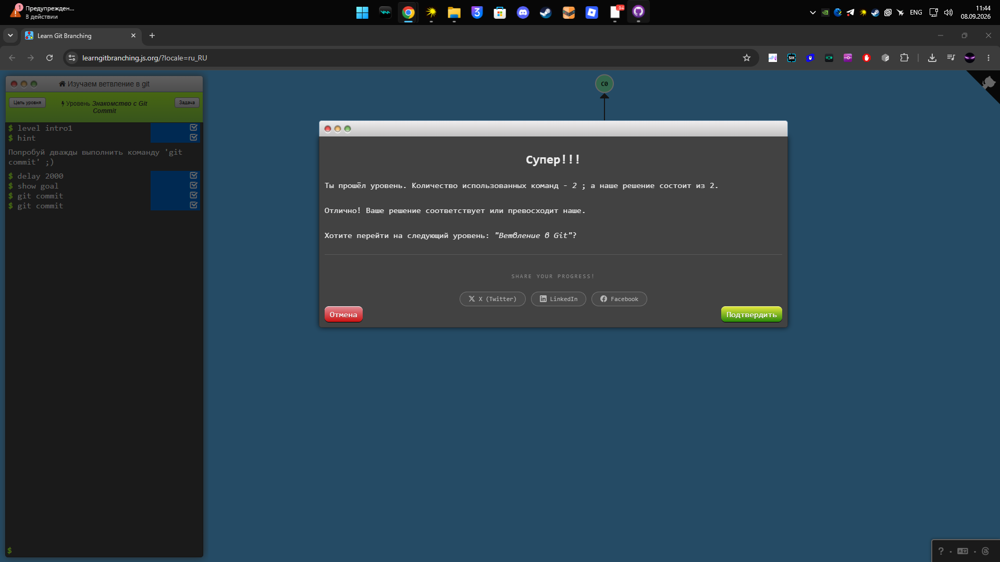 1
Предупрежден...
В действии
94
ENG
11:44
08.09.2026
Learn Git Branching
learngitbranching.js.org/?locale=ru_RU
SIH
Изучаем ветвление в git
Цель уровня
Уровень Знакомство с Git
Commit
Задача
$ level intro1
$ hint
Попробуй дважды выполнить команду 'git
commit' ;)
$ delay 2000
$ show goal
$ git commit
$ git commit
$
C0
Супер!!!
Ты прошёл уровень. Количество использованных команд - 2 ; а наше решение состоит из 2.
Отлично! Ваше решение соответствует или превосходит наше.
Хотите перейти на следующий уровень: "Ветвление в Git"?
SHARE YOUR PROGRESS!
X (Twitter)
LinkedIn
Facebook
Отмена
Подтвердить
?